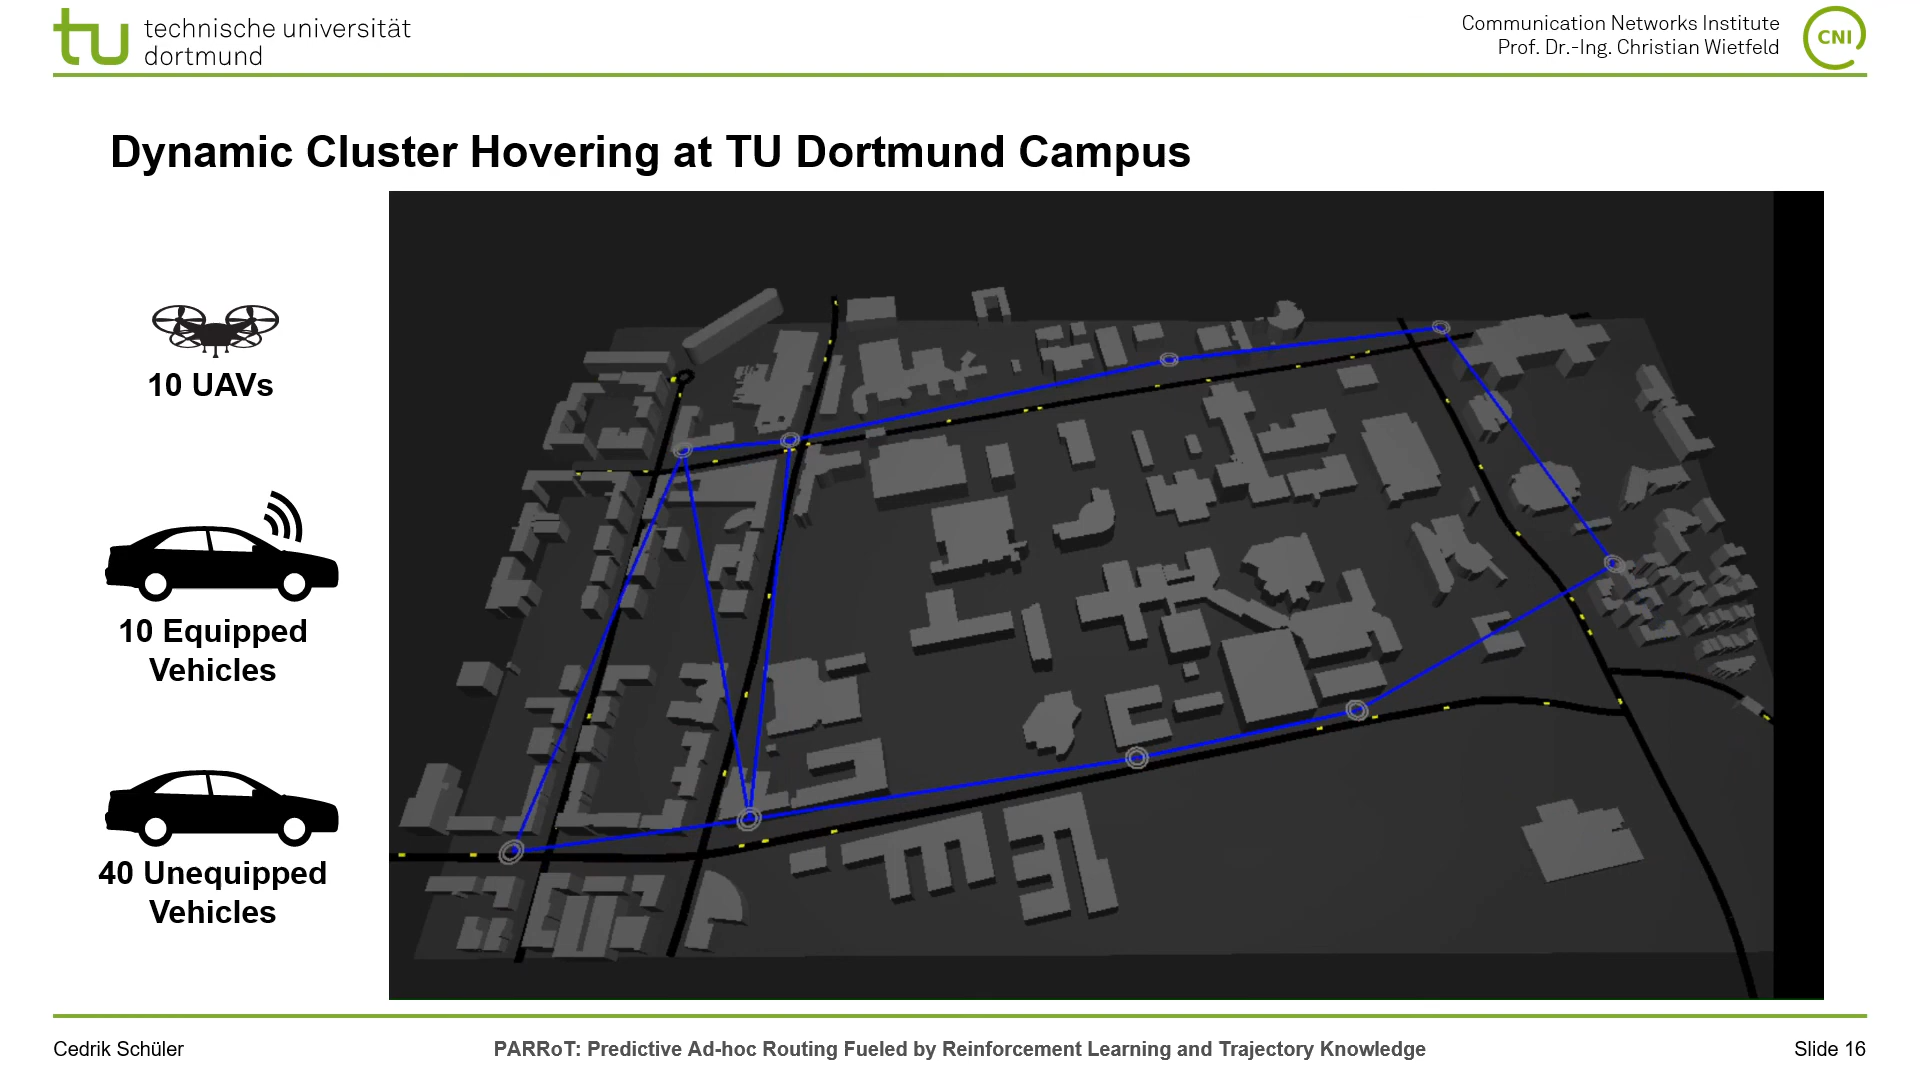 technische universität
dortmund
Communication Networks Institute
Prof. Dr.-Ing. Christian Wietfeld
CNI
Dynamic Cluster Hovering at TU Dortmund Campus
10 UAVs
10 Equipped
Vehicles
40 Unequipped
Vehicles
Cedrik Schüler
PARRoT: Predictive Ad-hoc Routing Fueled by Reinforcement Learning and Trajectory Knowledge
Slide 16